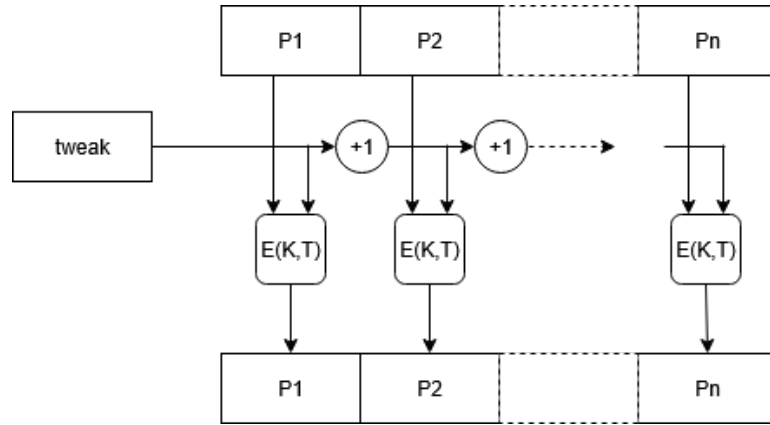 P1
P2
Pn
tweak
+1
+1
E(K,T)
E(K,T)
E(K,T)
P1
P2
Pn